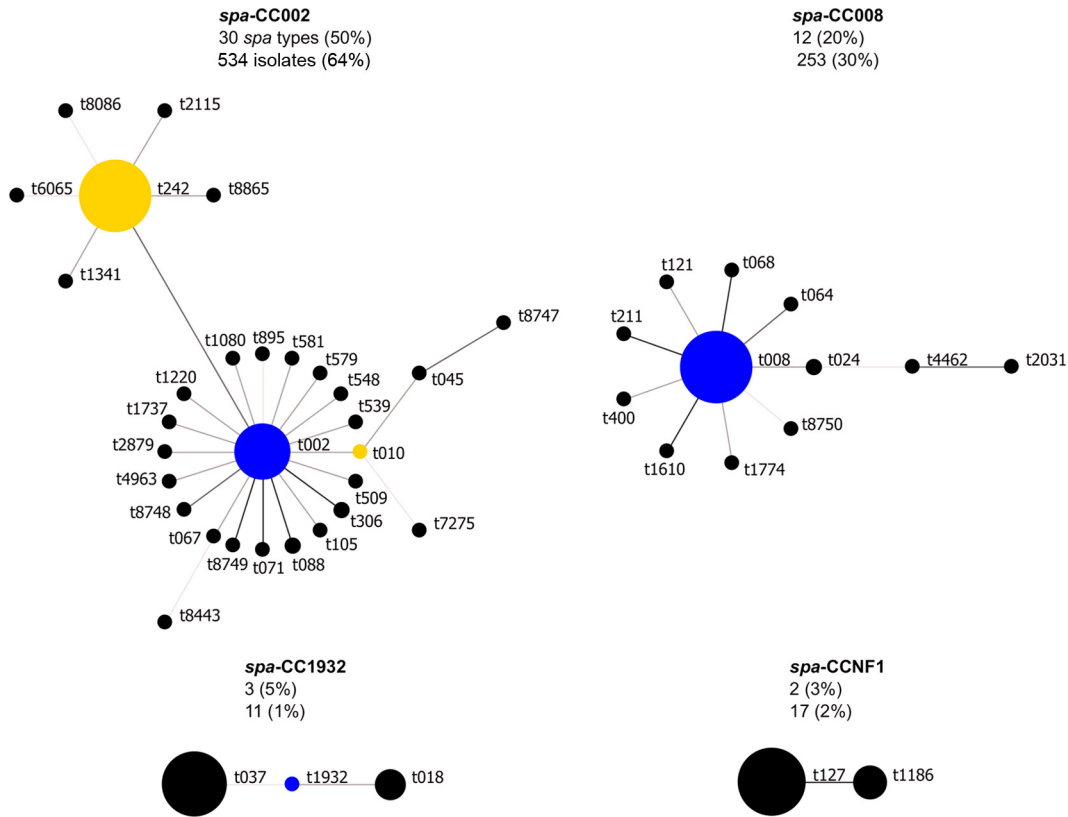 spa-CC002
30 spa types (50%)
534 isolates (64%)
spa-CC008
12 (20%)
253 (30%)
t8086
t2115
t6065
t242
t8865
t1341
t8747
t1080
t895
t581
t579
t045
t1220
t548
t1737
t539
t2879
t002
t010
t4963
t509
t8748
t306
t7275
t067
t105
t8749
t071
t088
t8443
t068
t121
t064
t211
t008
t024
t4462
t2031
t400
t8750
t1610
t1774
spa-CC1932
3 (5%)
11 (1%)
t037
t1932
t018
spa-CCNF1
2 (3%)
17 (2%)
t127
t1186